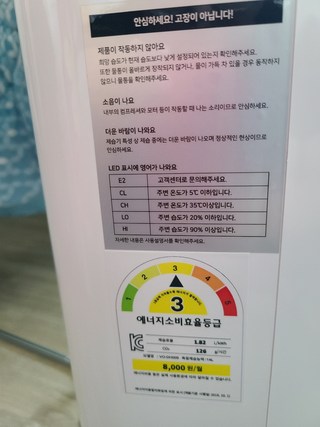 안심하세요! 고장이 아닙니다!
제품이 작동하지 않아요
희망 습도가 현재 습도보다 낮게 설정되어 있는지 확인해주세요.
또한 물통이 올바르게 장착되지 않거나, 물이 가득 차 있을 경우 동작하지
않으니 물통을 확인해주세요.
소음이 나요
내부의 컴프레셔와 모터 등이 작동할 때 나는 소리이므로 안심하세요.
더운 바람이 나와요
제습기 특성 상 제습 중에는 더운 바람이 나오며 정상적인 현상이므로
안심하세요.
LED 표시에 영어가 나와요
E2 고객센터로 문의해주세요.
CL 주변 온도가 5℃ 이하입니다.
CH 주변 온도가 35℃이상입니다.
LO 주변 습도가 20% 이하입니다.
HI 주변 습도가 90% 이상입니다.
자세한 내용은 사용설명서를 확인해주세요.
1 2 3 4 5
3
에너지소비효율등급
제습효율 1.82 L/kWh
CO₂ 126 g/시간
8,000 원/월